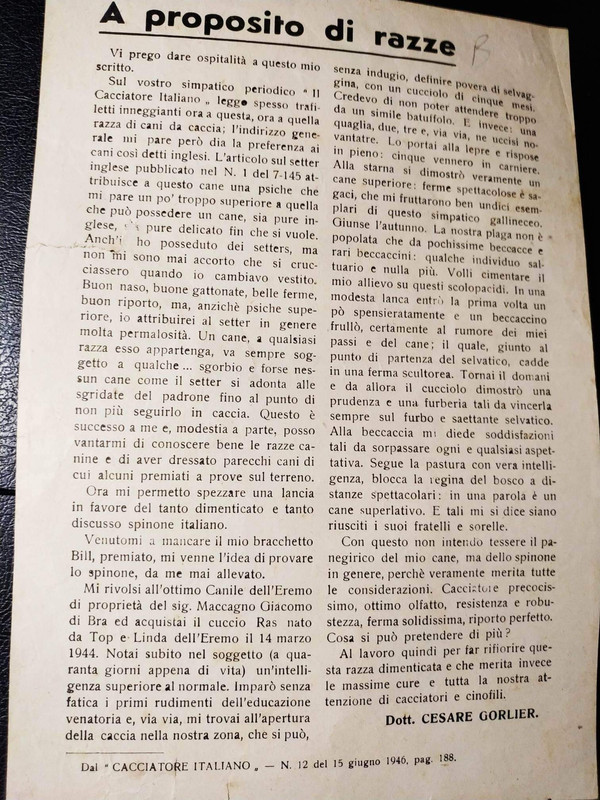 A proposito di razze
B
Vi prego dare ospitalità a questo mio
scritto.
Sul vostro simpatico periodico " Il
Cacciatore Italiano „ leggo spesso trafi-
letti inneggianti ora a questa, ora a quella
razza di cani da caccia; l'indirizzo gene-
rale mi pare però dia la preferenza ai
cani così detti inglesi. L'articolo sul setter
inglese pubblicato nel N. 1 del 7-145 at-
tribuisce a questo cane una psiche che
mi pare un po' troppo superiore a quella
che può possedere un cane, sia pure in-
glese, pure delicato fin che si vuole.
Anch'i ho posseduto dei setters, ma
non mi sono mai accorto che si cruc-
ciassero quando io cambiavo vestito.
Buon naso, buone gattonate, belle ferme,
buon riporto, ma, anzichè psiche supe-
riore, io attribuirei al setter in genere
molta permalosità. Un cane, a qualsiasi
razza esso appartenga, va sempre sog-
getto a qualche ... sgorbio e forse nes-
sun cane come il setter si adonta alle
sgridate del padrone fino al punto di
non più seguirlo in caccia. Questo è
successo a me e, modestia a parte, posso
vantarmi di conoscere bene le razze ca-
nine e di aver dressato parecchi cani di
cui alcuni premiati a prove sul terreno.
Ora mi permetto spezzare una lancia
in favore del tanto dimenticato e tanto
discusso spinone italiano.
Venutomi a mancare il mio bracchetto
Bill, premiato, mi venne l'idea di provare
lo spinone, da me mai allevato.
Mi rivolsi all'ottimo Canile dell'Eremo
di proprietà del sig. Maccagno Giacomo
di Bra ed acquistai il cuccio Ras nato
da Top e Linda dell'Eremo il 14 marzo
1944. Notai subito nel soggetto (a qua-
ranta giorni appena di vita) un'intelli-
genza superiore al normale. Imparò senza
fatica i primi rudimenti dell'educazione
venatoria e, via via, mi trovai all'apertura
della caccia nella nostra zona, che si può,
senza indugio, definire povera di selvag-
gina, con un cucciolo di cinque mesi.
Credevo di non poter attendere troppo
da un simile batuffolo. E invece: una
quaglia, due, tre e, via via, ne uccisi no-
vantatre. Lo portai alla lepre e rispose
in pieno: cinque vennero in carniere.
Alla starna si dimostrò veramente un
cane superiore: ferme spettacolose è sa-
gaci, che mi fruttarono ben undici esem-
plari di questo simpatico gallineceo.
Giunse l'autunno. La nostra plaga non è
popolata che da pochissime beccacce e
rari beccaccini: qualche individuo sal-
tuario e nulla più. Volli cimentare il
mio allievo su questi scolopacidi. In una
modesta lanca entrò la prima volta un
pò spensieratamente e un beccaccino
frullò, certamente al rumore dei miei
passi e del cane; il quale, giunto al
punto di partenza del selvatico, cadde
in una ferma scultorea. Tornai il domani
e da allora il cucciolo dimostrò una
prudenza e una furberia tali da vincerla
sempre sul furbo e saettante selvatico.
Alla beccaccia mi diede soddisfazioni
tali da sorpassare ogni e qualsiasi aspet-
tativa. Segue la pastura con vera intelli-
genza, blocca la regina del bosco a di-
stanze spettacolari: in una parola è un
cane superlativo. E tali mi si dice siano
riusciti i suoi fratelli e sorelle.
Con questo non intendo tessere il pa-
negirico del mio cane, ma dello spinone
in genere, perchè veramente merita tutte
le considerazioni. Cacciatore precocis-
simo, ottimo olfatto, resistenza e robu-
stezza, ferma solidissima, riporto perfetto.
Cosa si può pretendere di più?
Al lavoro quindi per far rifiorire que-
sta razza dimenticata e che merita invece
le massime cure e tutta la nostra at-
tenzione di cacciatori e cinofili.
Dott. CESARE GORLIER.
Dal " CACCIATORE ITALIANO „ — N. 12 del 15 giugno 1946, pag. 188.